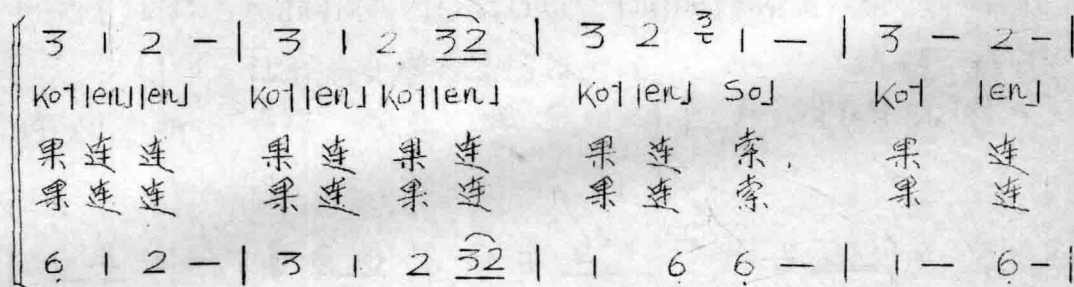 3 1 2 — | 3 1 2 32 | 3 2 3 1 — | 3 — 2 - |
Ko˥ len˩ len˩ Ko˥ len˩ Ko˥ len˩ Ko˥ len˩ So˩ Ko˥ len˩
果 连 连 果 连 果 连 果 连 索. 果 连
果 连 连 果 连 果 连 果 连 索 果 连
6̣ 1 2 — | 3 1 2 32 | 1 6̣ 6̣ — | 1 — 6̣ - |